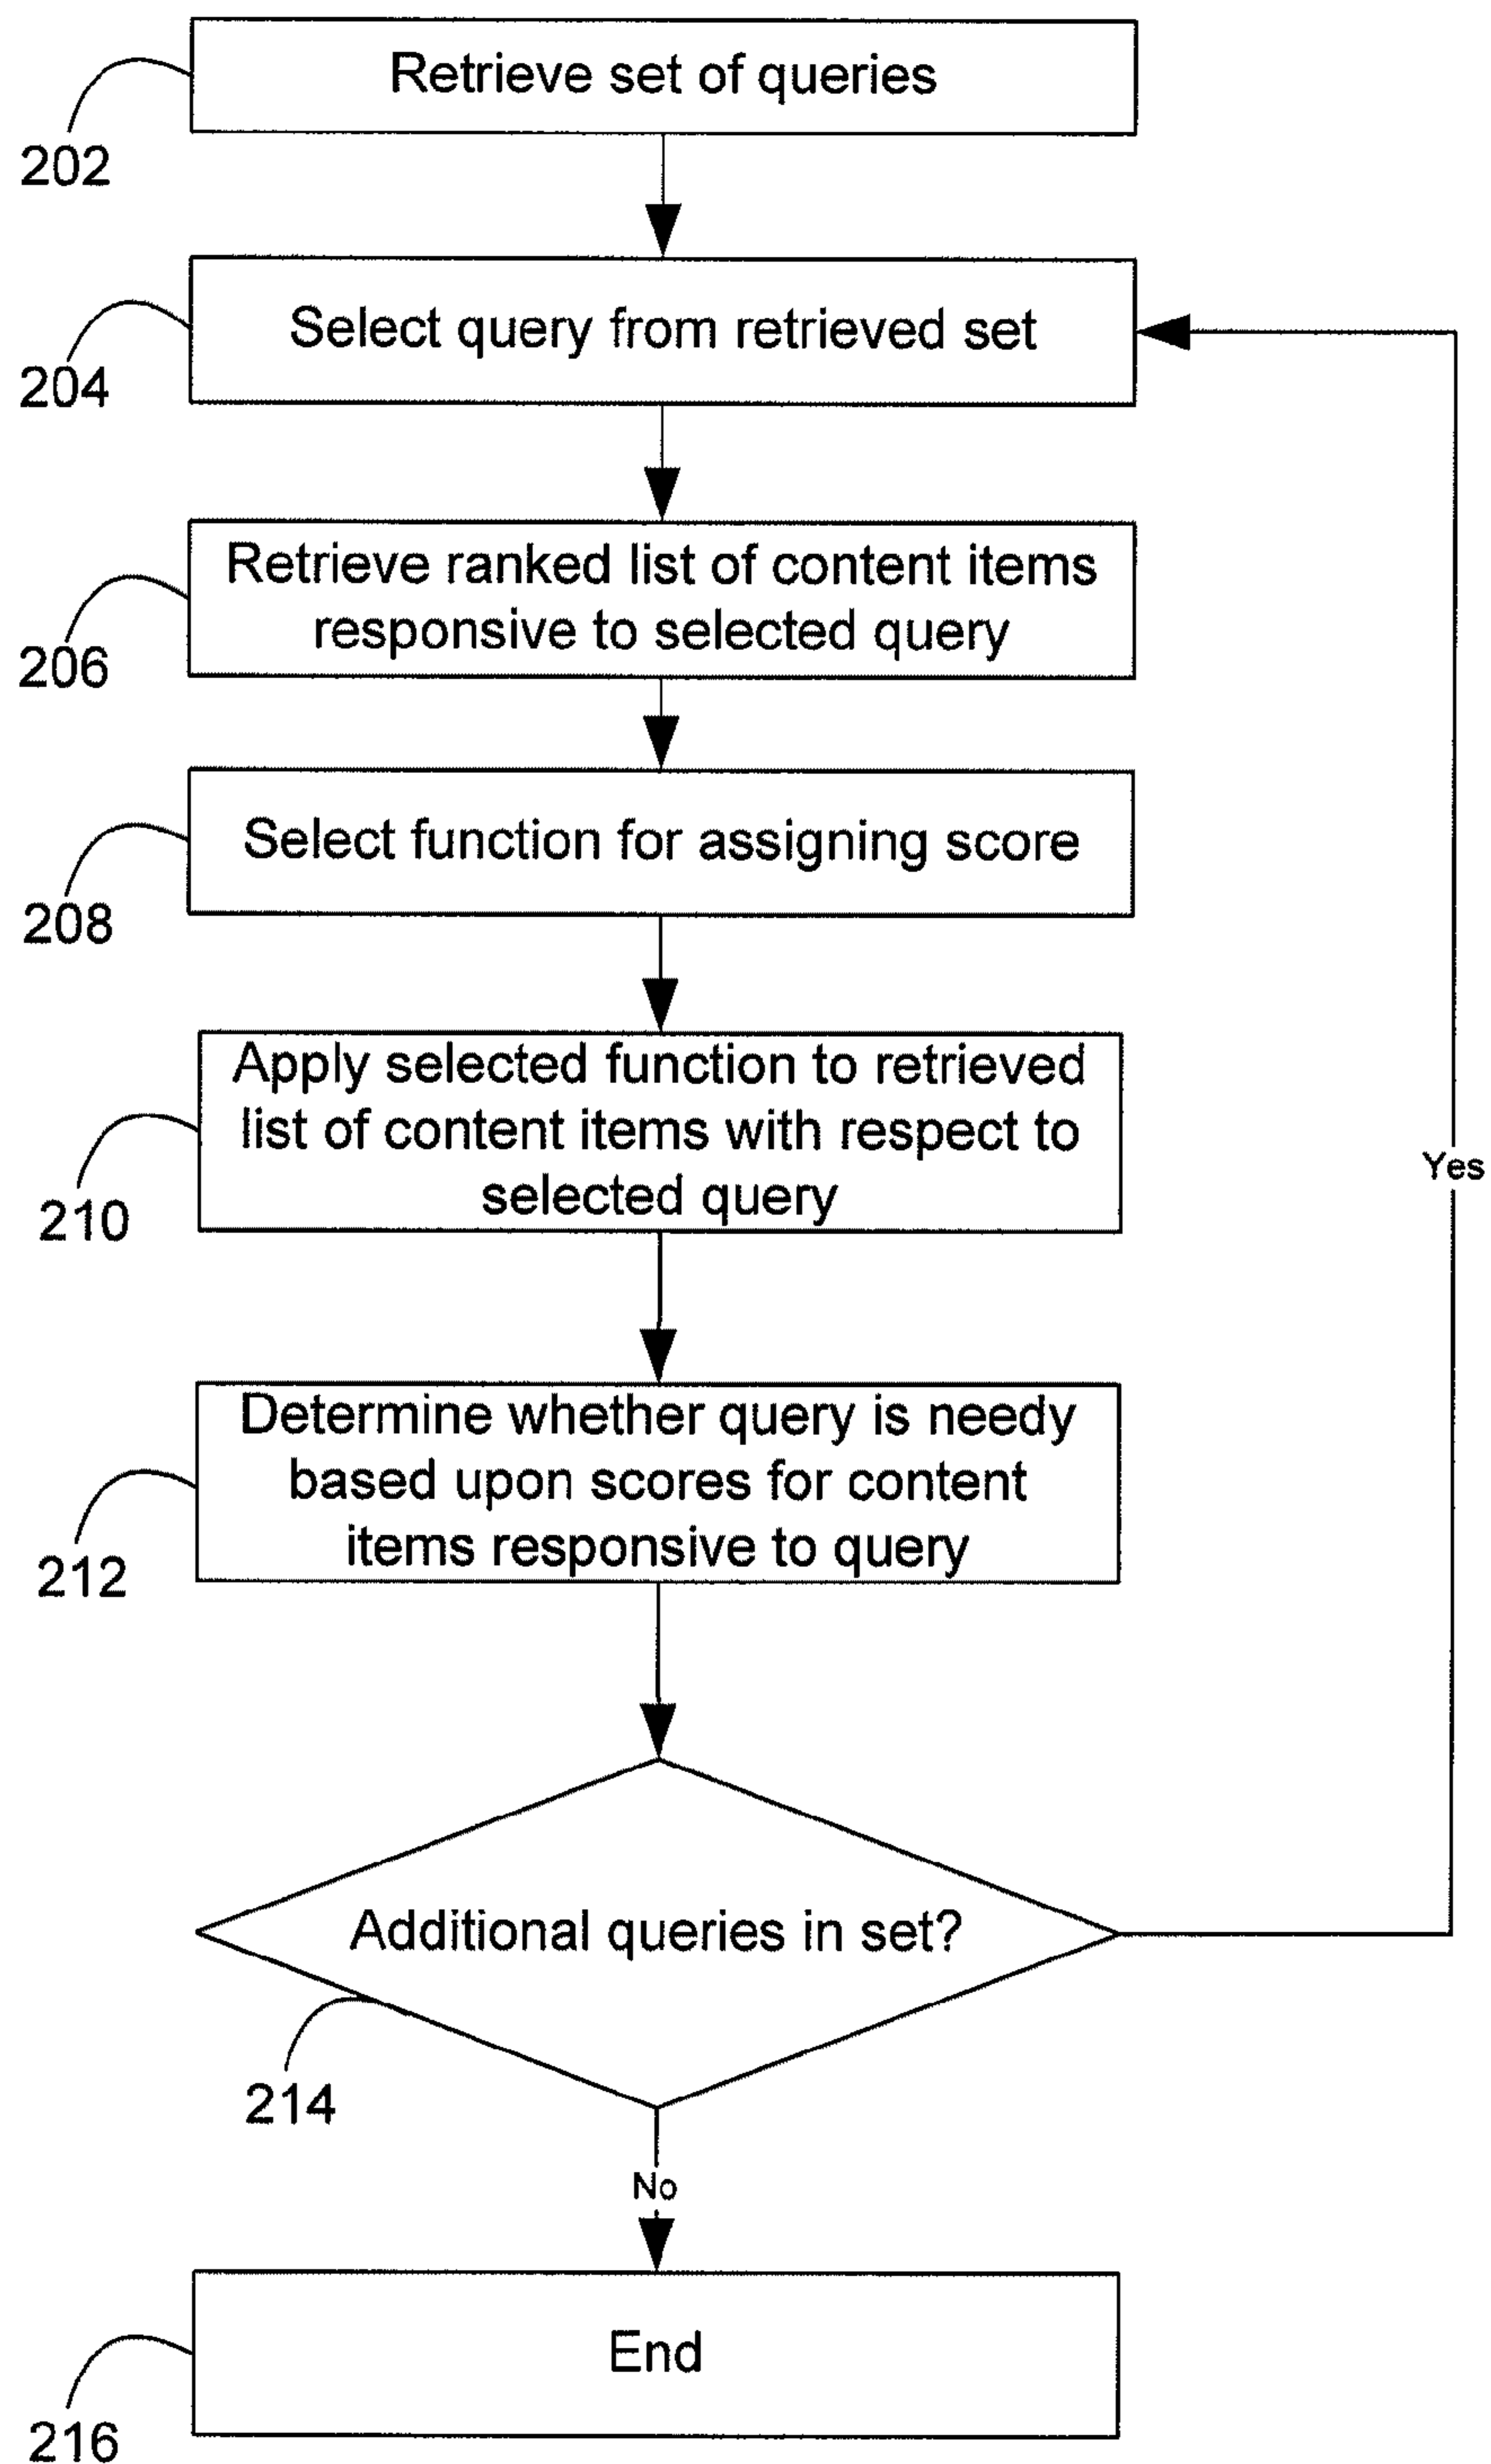 Retrieve set of queries
202
Select query from retrieved set
204
Retrieve ranked list of content items
responsive to selected query
206
Select function for assigning score
208
Apply selected function to retrieved
list of content items with respect to
selected query
210
Yes
Determine whether query is needy
based upon scores for content
items responsive to query
212
Additional queries in set?
214
No
End
216